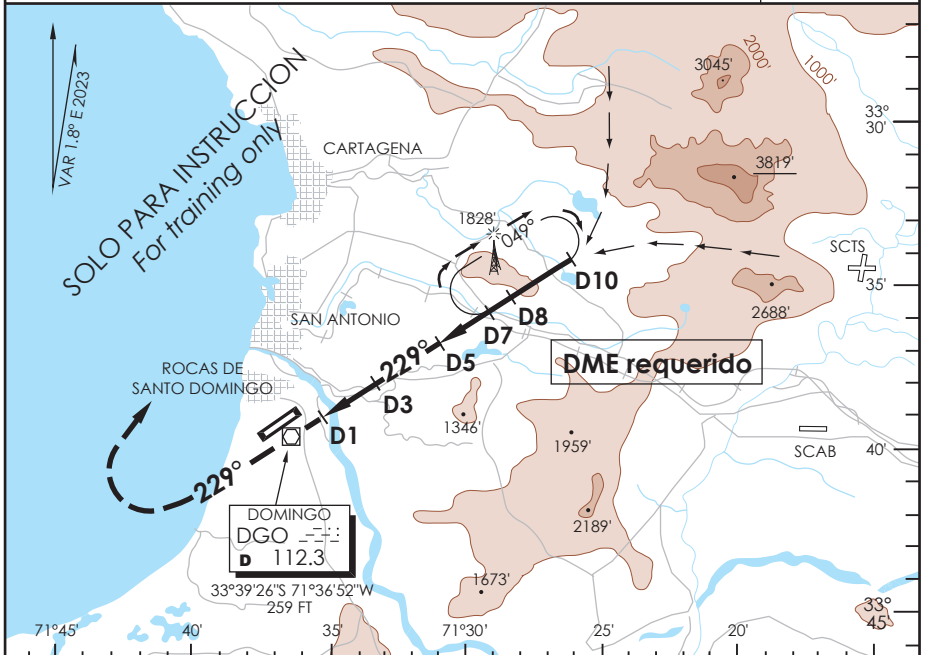 VAR 1.8° E 2023
SOLO PARA INSTRUCCION
For training only
2000'
3045'
1000'
33°
30'
CARTAGENA
3819'
1828'
049°
SCTS
D10
35'
2688'
D8
D7
SAN ANTONIO
229°
D5
DME requerido
ROCAS DE
SANTO DOMINGO
D3
1346'
D1
1959'
SCAB
40'
229°
DOMINGO
DGO
D 112.3
2189'
33°39'26"S 71°36'52"W
259 FT
1673'
33°
45'
71°45'
40'
35'
71°30'
25'
20'